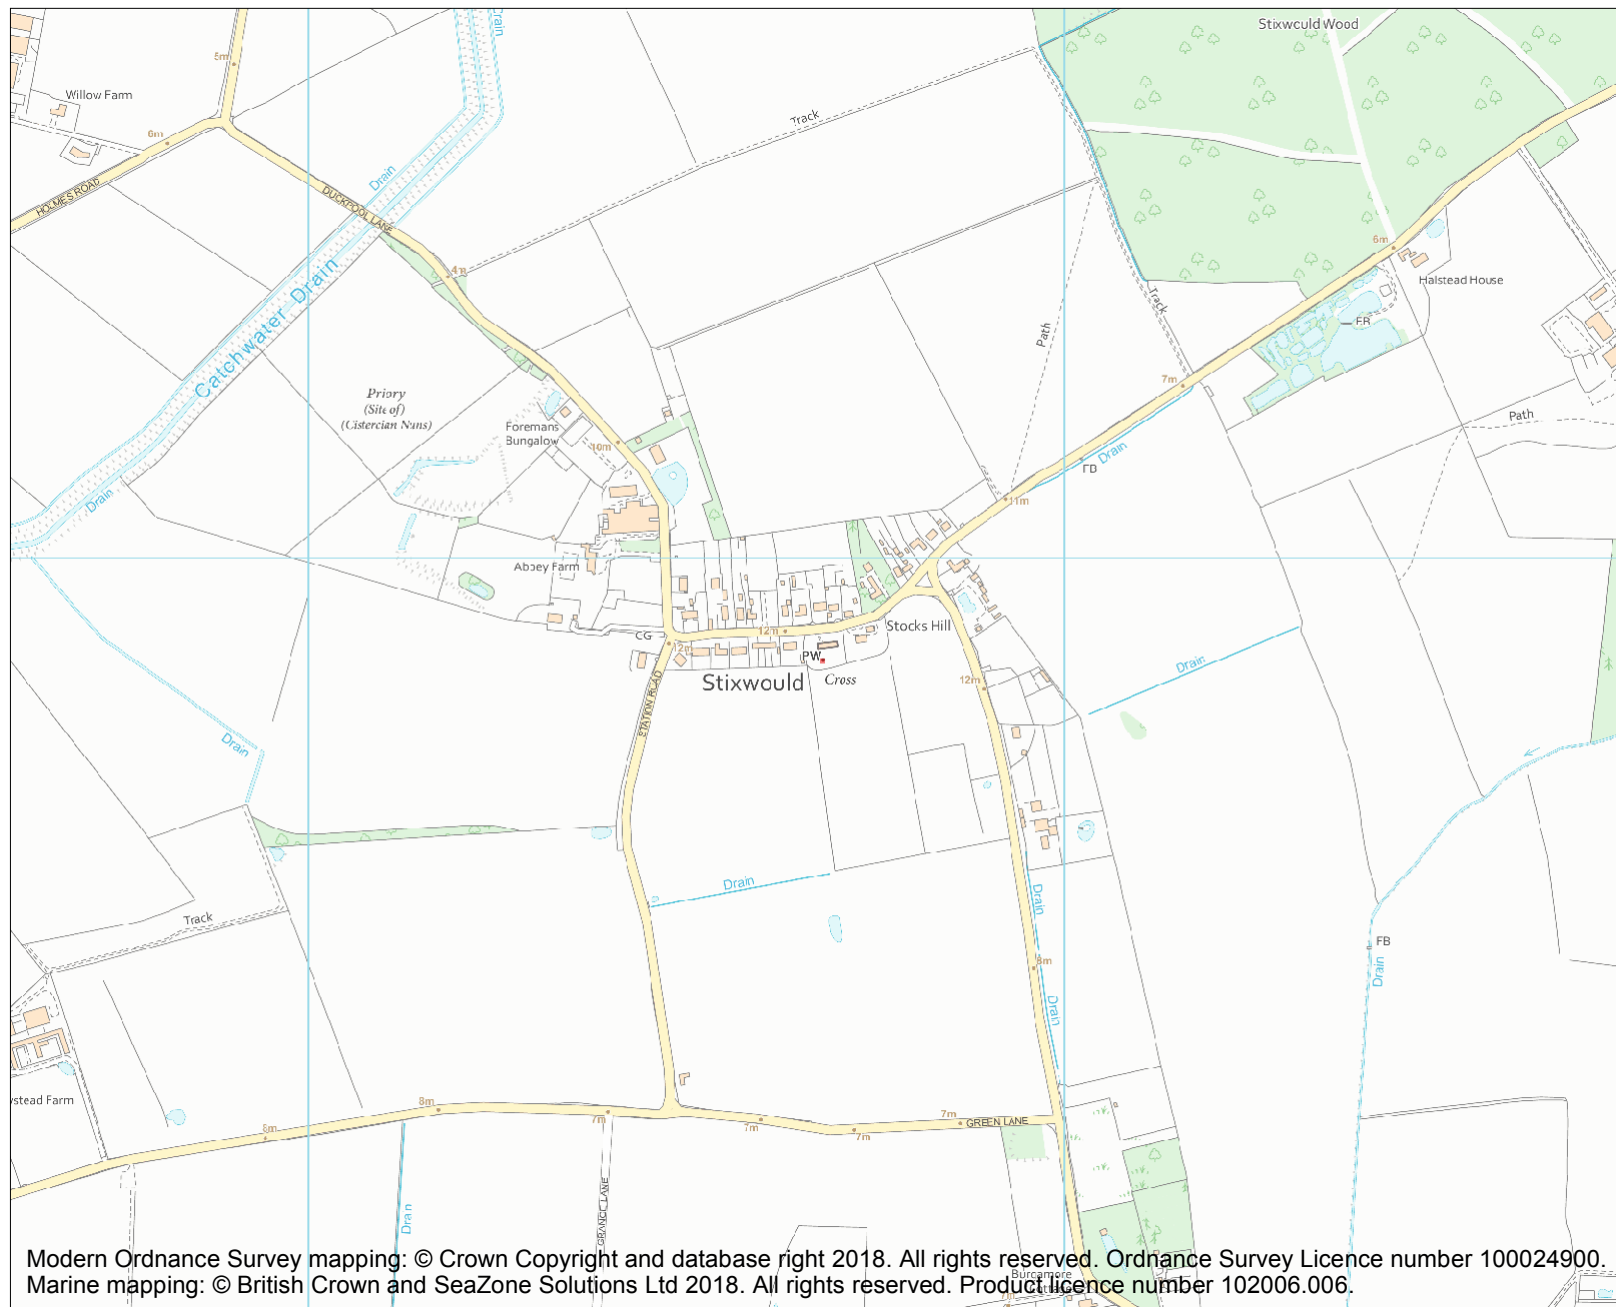 Stixwould Wood
Drain
5m
Willow Farm
Track
6m
Drain
HOLMES ROAD
DUCKPOOL LANE
6m
4m
Catchwater Drain
Halstead House
Track
FB
Path
7m
Priory
(Site of)
(Cistercian Nuns)
Path
Foremans
Bungalow
10m
Drain
FB
Drain
11m
Abbey Farm
Stocks Hill
CG
12m
12m
PW
Drain
Stixwould
Cross
12m
STATION ROAD
Drain
Drain
Drain
Track
FB
8m
Drain
Drain
stead Farm
8m
8m
7m
7m
7m
7m
GREEN LANE
GRANGE LANE
Drain
Modern Ordnance Survey mapping: © Crown Copyright and database right 2018. All rights reserved. Ordnance Survey Licence number 100024900.
Marine mapping: © British Crown and SeaZone Solutions Ltd 2018. All rights reserved. Product licence number 102006.006.